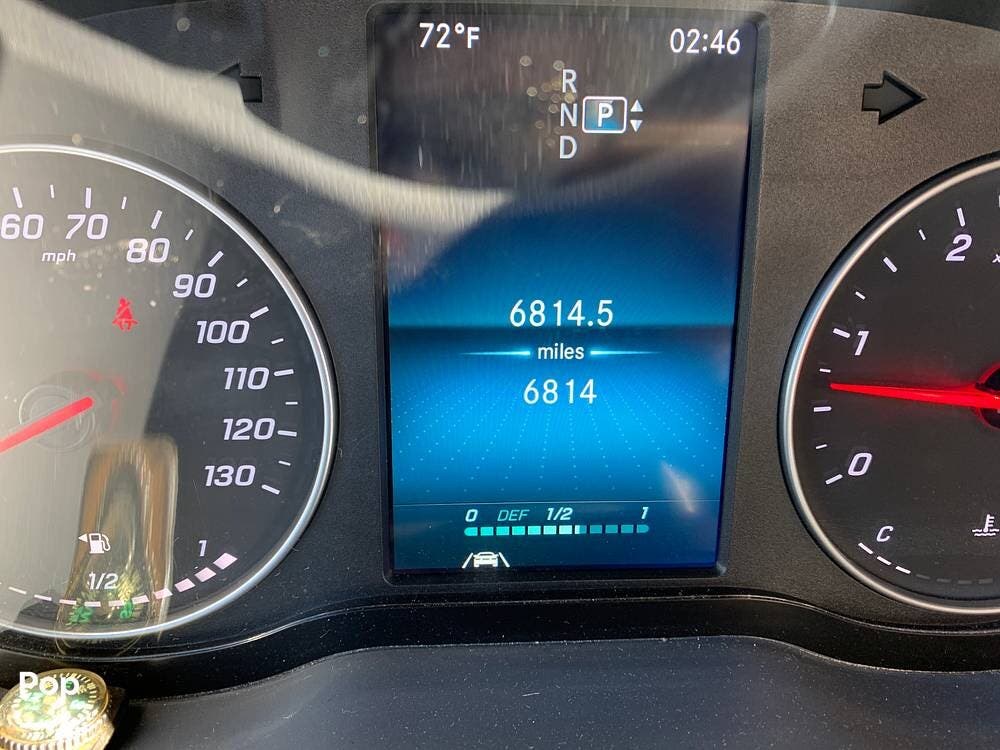 72°F 02:46
R
N P
D
60 70 80 90 100 110 120 130
mph
6814.5
miles
6814
0 DEF 1/2 1
1/2 1
2
1
0
C
Pop